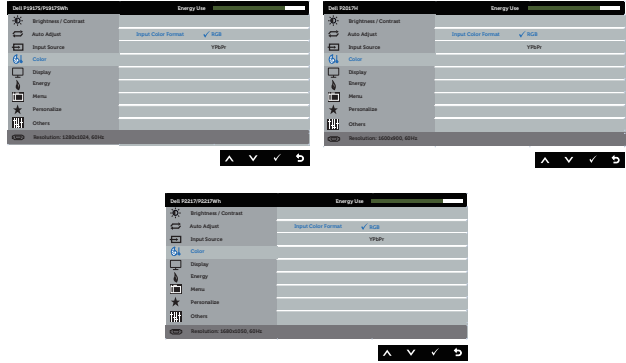 Dell P1917S/P1917SWh Energy Use
Brightness / Contrast
Auto Adjust Input Color Format ✓ RGB
Input Source YPbPr
Color
Display
Energy
Menu
Personalize
Others
Resolution: 1280x1024, 60Hz
Dell P2017H Energy Use
Brightness / Contrast
Auto Adjust Input Color Format ✓ RGB
Input Source YPbPr
Color
Display
Energy
Menu
Personalize
Others
Resolution: 1600x900, 60Hz
Dell P2217/P2217Wh Energy Use
Brightness / Contrast
Auto Adjust Input Color Format ✓ RGB
Input Source YPbPr
Color
Display
Energy
Menu
Personalize
Others
Resolution: 1680x1050, 60Hz